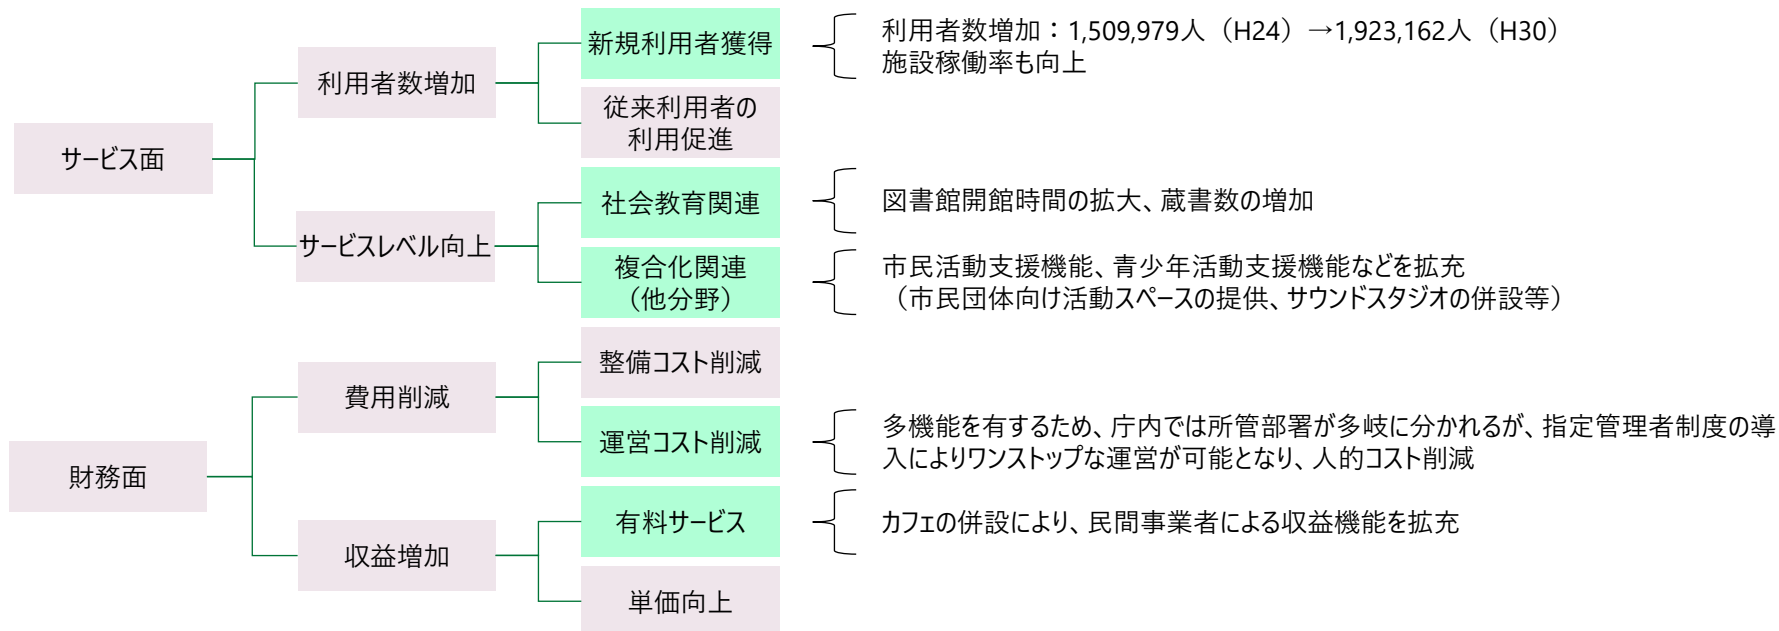 サービス面
利用者数増加
新規利用者獲得
利用者数増加：1,509,979人（H24）→1,923,162人（H30）
施設稼働率も向上
従来利用者の
利用促進
サービスレベル向上
社会教育関連
図書館開館時間の拡大、蔵書数の増加
複合化関連
（他分野）
市民活動支援機能、青少年活動支援機能などを拡充
（市民団体向け活動スペースの提供、サウンドスタジオの併設等）
財務面
費用削減
整備コスト削減
運営コスト削減
多機能を有するため、庁内では所管部署が多岐に分かれるが、指定管理者制度の導
入によりワンストップな運営が可能となり、人的コスト削減
収益増加
有料サービス
カフェの併設により、民間事業者による収益機能を拡充
単価向上